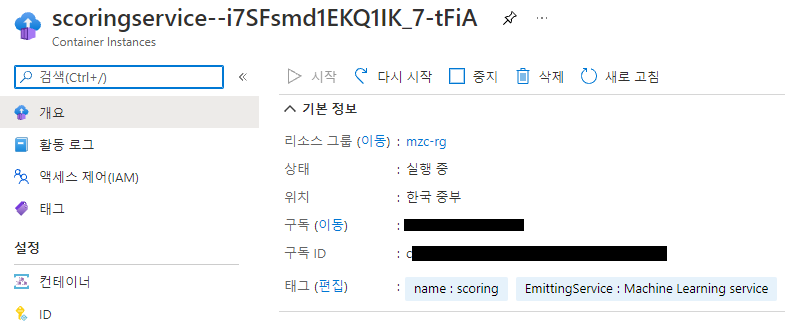 scoringservice--i7SFsmd1EKQ1IK_7-tFiA
Container Instances
검색(Ctrl+/)
시작 다시 시작 중지 삭제 새로 고침
개요
활동 로그
액세스 제어(IAM)
태그
설정
컨테이너
ID
기본 정보
리소스 그룹 (이동) : mzc-rg
상태 : 실행 중
위치 : 한국 중부
구독 (이동) :
구독 ID :
태그 (편집) : name : scoring EmittingService : Machine Learning service